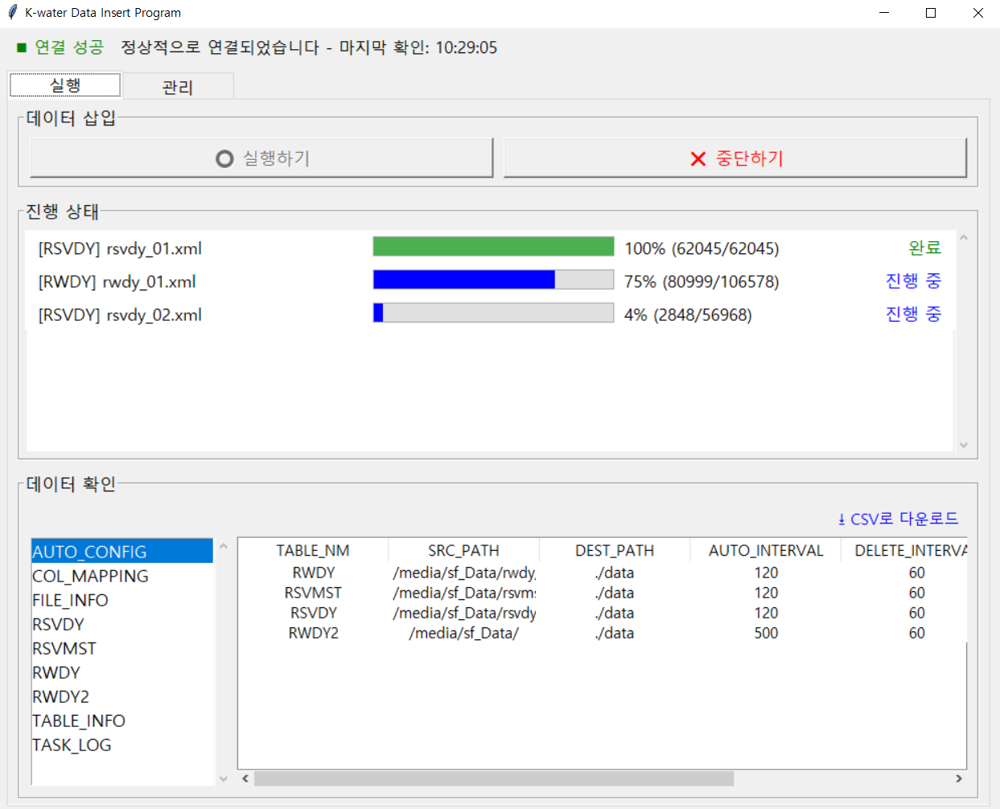 K-water Data Insert Program
■ 연결 성공 정상적으로 연결되었습니다 - 마지막 확인: 10:29:05
실행 관리
데이터 삽입
실행하기 중단하기
진행 상태
[RSVDY] rsvdy_01.xml 100% (62045/62045) 완료
[RWDY] rwdy_01.xml 75% (80999/106578) 진행 중
[RSVDY] rsvdy_02.xml 4% (2848/56968) 진행 중
데이터 확인
⤓ CSV로 다운로드
AUTO_CONFIG
COL_MAPPING
FILE_INFO
RSVDY
RSVMST
RWDY
RWDY2
TABLE_INFO
TASK_LOG
TABLE_NM SRC_PATH DEST_PATH AUTO_INTERVAL DELETE_INTERVA
RWDY /media/sf_Data/rwdy, ./data 120 60
RSVMST /media/sf_Data/rsvm ./data 120 60
RSVDY /media/sf_Data/rsvdy ./data 120 60
RWDY2 /media/sf_Data/ ./data 500 60